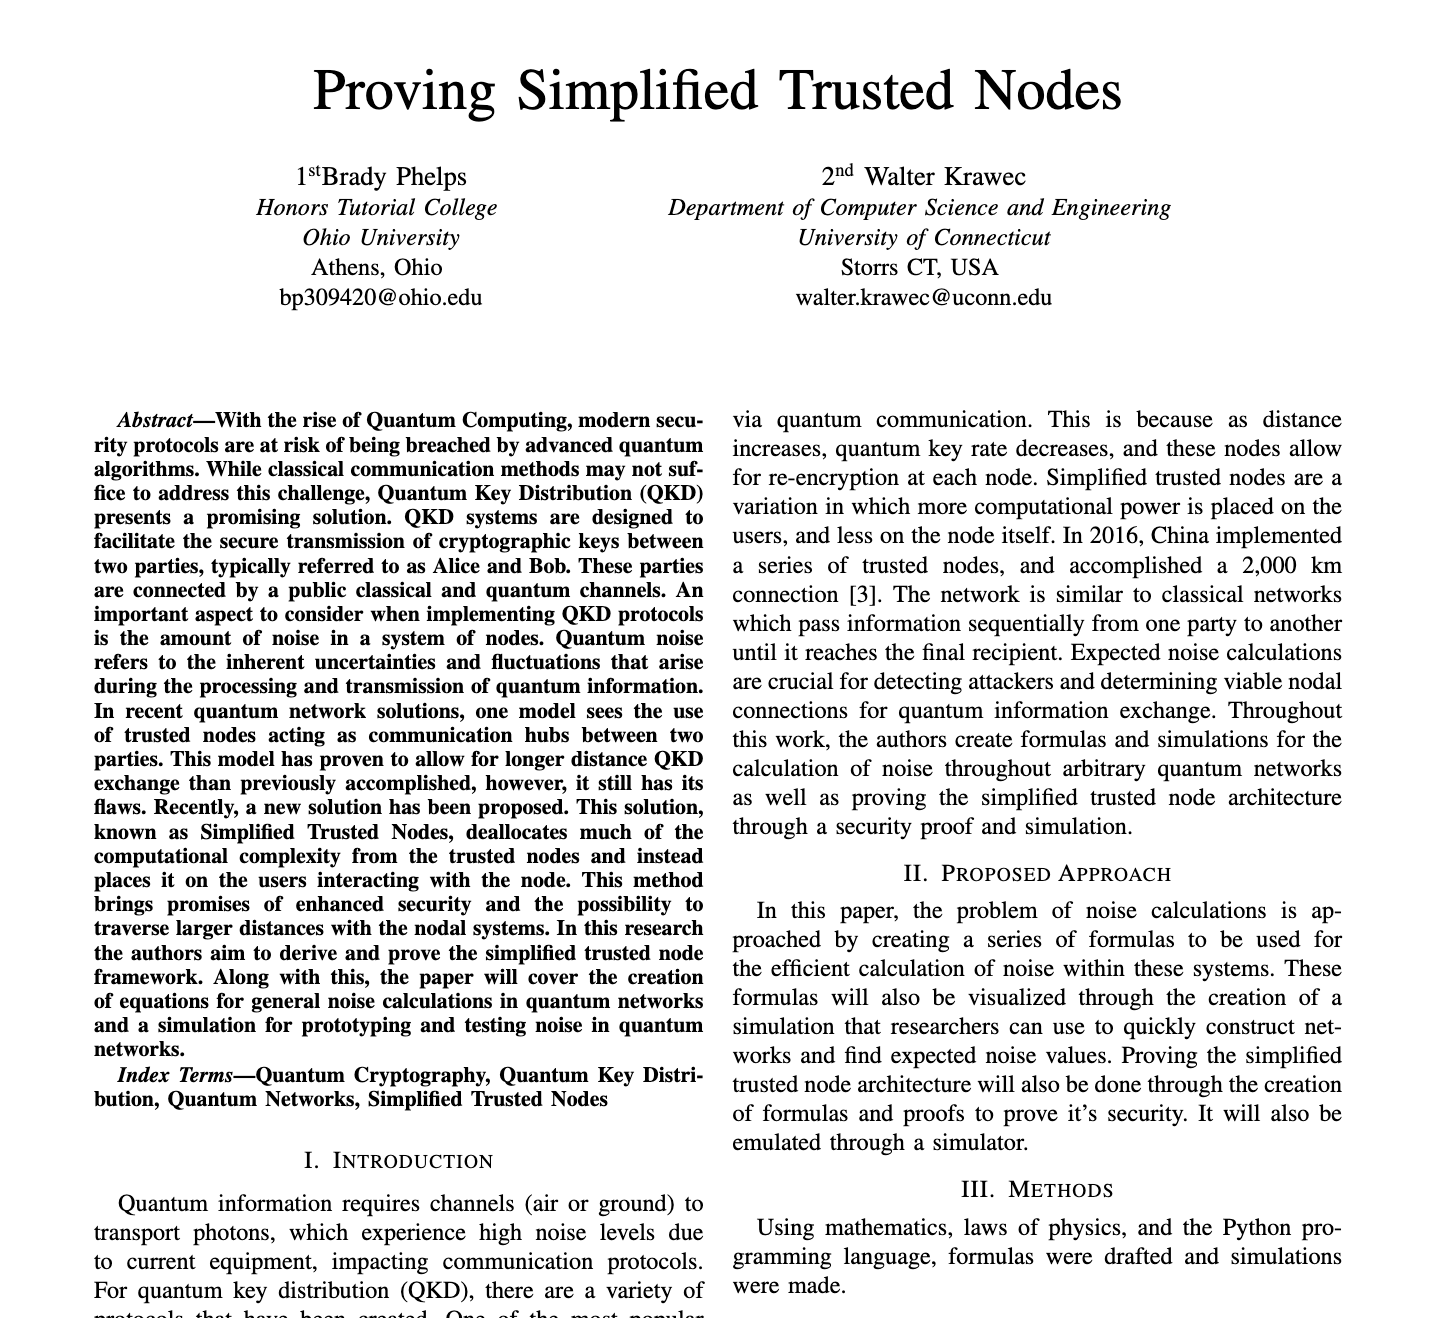 Proving Simplified Trusted Nodes
1stBrady Phelps
Honors Tutorial College
Ohio University
Athens, Ohio
bp309420@ohio.edu
2nd Walter Krawec
Department of Computer Science and Engineering
University of Connecticut
Storrs CT, USA
walter.krawec@uconn.edu
Abstract—With the rise of Quantum Computing, modern secu-
rity protocols are at risk of being breached by advanced quantum
algorithms. While classical communication methods may not suf-
fice to address this challenge, Quantum Key Distribution (QKD)
presents a promising solution. QKD systems are designed to
facilitate the secure transmission of cryptographic keys between
two parties, typically referred to as Alice and Bob. These parties
are connected by a public classical and quantum channels. An
important aspect to consider when implementing QKD protocols
is the amount of noise in a system of nodes. Quantum noise
refers to the inherent uncertainties and fluctuations that arise
during the processing and transmission of quantum information.
In recent quantum network solutions, one model sees the use
of trusted nodes acting as communication hubs between two
parties. This model has proven to allow for longer distance QKD
exchange than previously accomplished, however, it still has its
flaws. Recently, a new solution has been proposed. This solution,
known as Simplified Trusted Nodes, deallocates much of the
computational complexity from the trusted nodes and instead
places it on the users interacting with the node. This method
brings promises of enhanced security and the possibility to
traverse larger distances with the nodal systems. In this research
the authors aim to derive and prove the simplified trusted node
framework. Along with this, the paper will cover the creation
of equations for general noise calculations in quantum networks
and a simulation for prototyping and testing noise in quantum
networks.
Index Terms—Quantum Cryptography, Quantum Key Distri-
bution, Quantum Networks, Simplified Trusted Nodes
I. INTRODUCTION
Quantum information requires channels (air or ground) to
transport photons, which experience high noise levels due
to current equipment, impacting communication protocols.
For quantum key distribution (QKD), there are a variety of
protocols that have been created. One of the most popular
via quantum communication. This is because as distance
increases, quantum key rate decreases, and these nodes allow
for re-encryption at each node. Simplified trusted nodes are a
variation in which more computational power is placed on the
users, and less on the node itself. In 2016, China implemented
a series of trusted nodes, and accomplished a 2,000 km
connection [3]. The network is similar to classical networks
which pass information sequentially from one party to another
until it reaches the final recipient. Expected noise calculations
are crucial for detecting attackers and determining viable nodal
connections for quantum information exchange. Throughout
this work, the authors create formulas and simulations for the
calculation of noise throughout arbitrary quantum networks
as well as proving the simplified trusted node architecture
through a security proof and simulation.
II. PROPOSED APPROACH
In this paper, the problem of noise calculations is ap-
proached by creating a series of formulas to be used for
the efficient calculation of noise within these systems. These
formulas will also be visualized through the creation of a
simulation that researchers can use to quickly construct net-
works and find expected noise values. Proving the simplified
trusted node architecture will also be done through the creation
of formulas and proofs to prove it's security. It will also be
emulated through a simulator.
III. METHODS
Using mathematics, laws of physics, and the Python pro-
gramming language, formulas were drafted and simulations
were made.